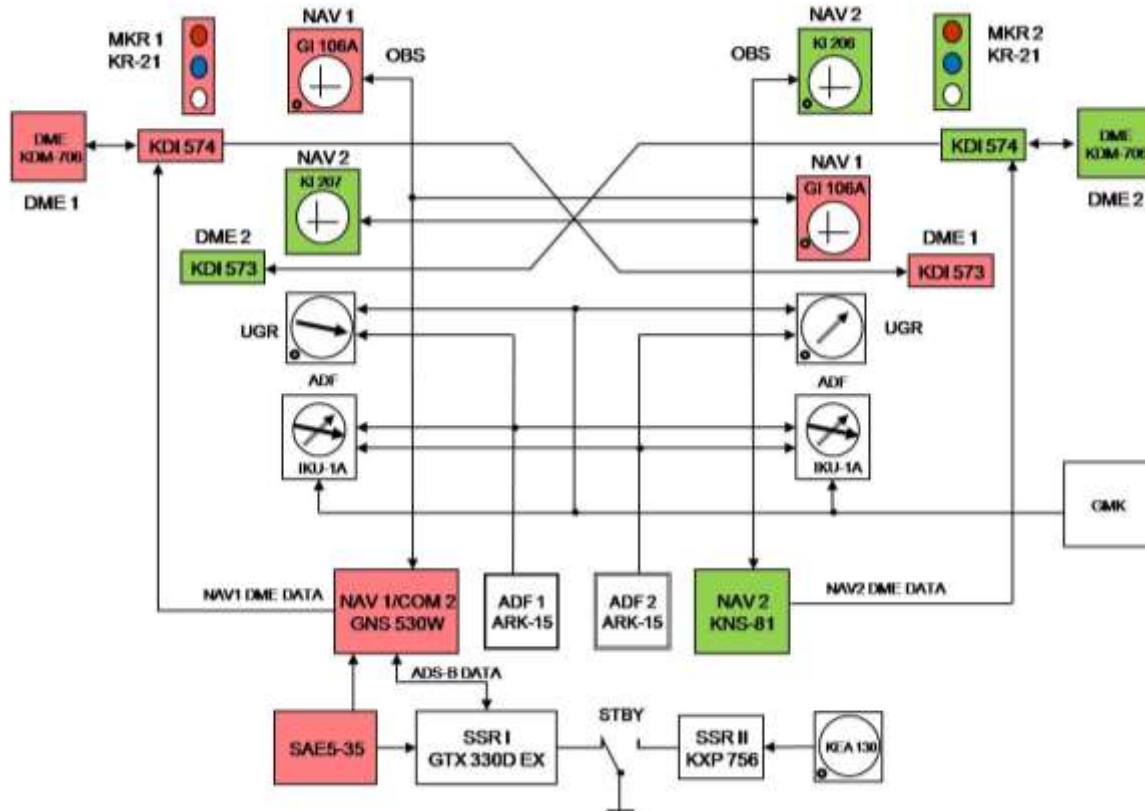 NAV 1
NAV 2
MKR 1
KR-21
GI 106A
OBS
OBS
KI 206
MKR 2
KR-21
DME
KDM-706
KDI 574
KDI 574
DME
KDM-706
DME 1
NAV 2
NAV 1
DME 2
KI 207
GI 106A
DME 2
DME 1
KDI 573
KDI 573
UGR
UGR
ADF
ADF
IKU-1A
IKU-1A
GMK
NAV1 DME DATA
NAV 1/COM 2
GNS 530W
ADF 1
ARK-15
ADF 2
ARK-15
NAV 2
KNS-81
NAV2 DME DATA
ADS-B DATA
STBY
SAE5-35
SSR I
GTX 330D EX
SSR II
KXP 756
KEA 130